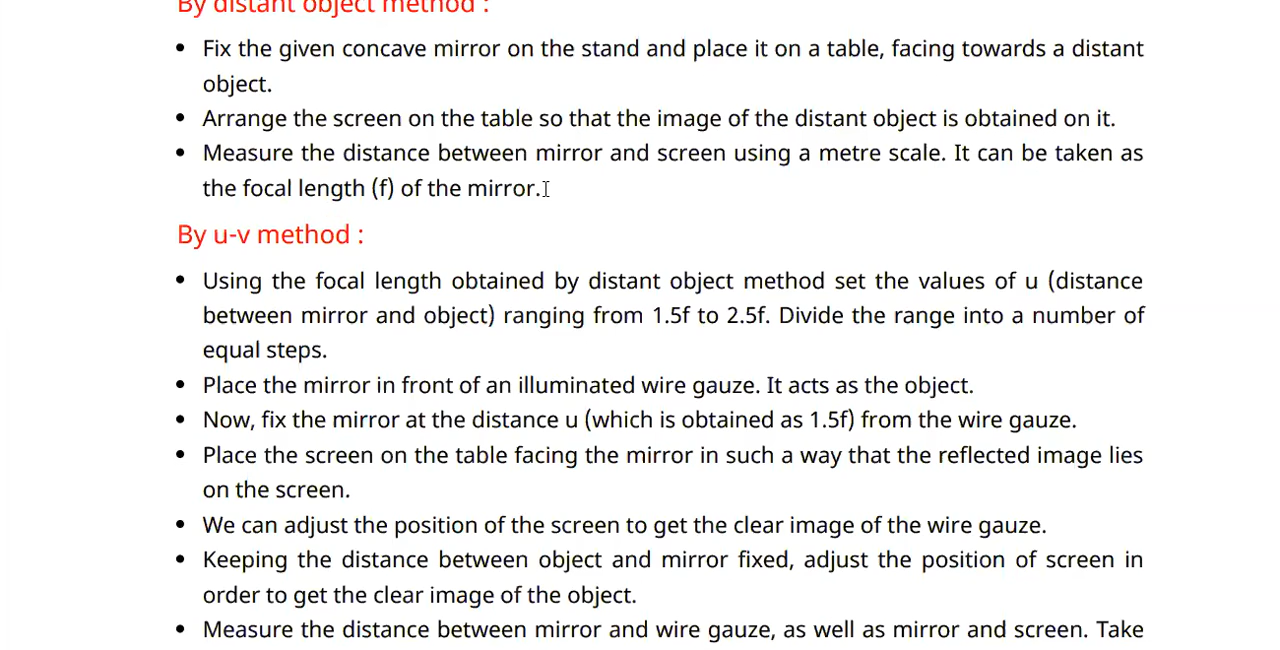 By distant object method :
• Fix the given concave mirror on the stand and place it on a table, facing towards a distant
object.
• Arrange the screen on the table so that the image of the distant object is obtained on it.
• Measure the distance between mirror and screen using a metre scale. It can be taken as
the focal length (f) of the mirror.
By u-v method :
• Using the focal length obtained by distant object method set the values of u (distance
between mirror and object) ranging from 1.5f to 2.5f. Divide the range into a number of
equal steps.
• Place the mirror in front of an illuminated wire gauze. It acts as the object.
• Now, fix the mirror at the distance u (which is obtained as 1.5f) from the wire gauze.
• Place the screen on the table facing the mirror in such a way that the reflected image lies
on the screen.
• We can adjust the position of the screen to get the clear image of the wire gauze.
• Keeping the distance between object and mirror fixed, adjust the position of screen in
order to get the clear image of the object.
• Measure the distance between mirror and wire gauze, as well as mirror and screen. Take